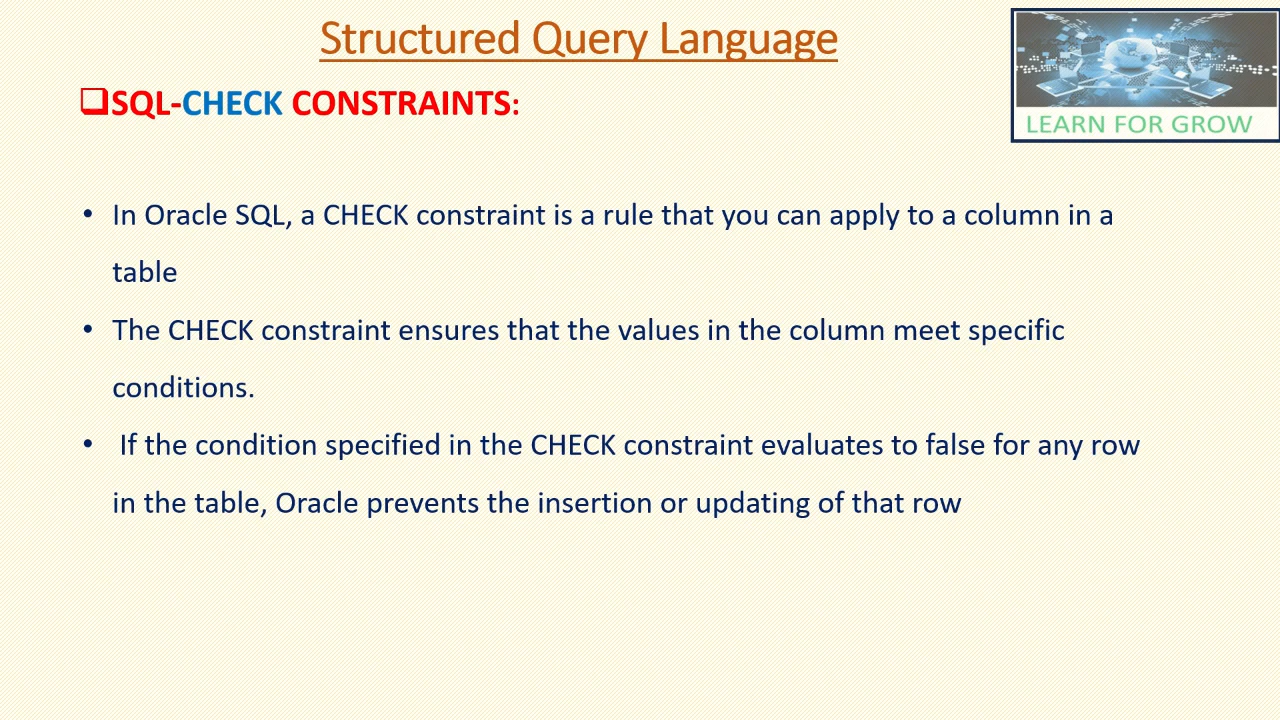 Structured Query Language
LEARN FOR GROW
❑SQL-CHECK CONSTRAINTS:
• In Oracle SQL, a CHECK constraint is a rule that you can apply to a column in a
table
• The CHECK constraint ensures that the values in the column meet specific
conditions.
• If the condition specified in the CHECK constraint evaluates to false for any row
in the table, Oracle prevents the insertion or updating of that row